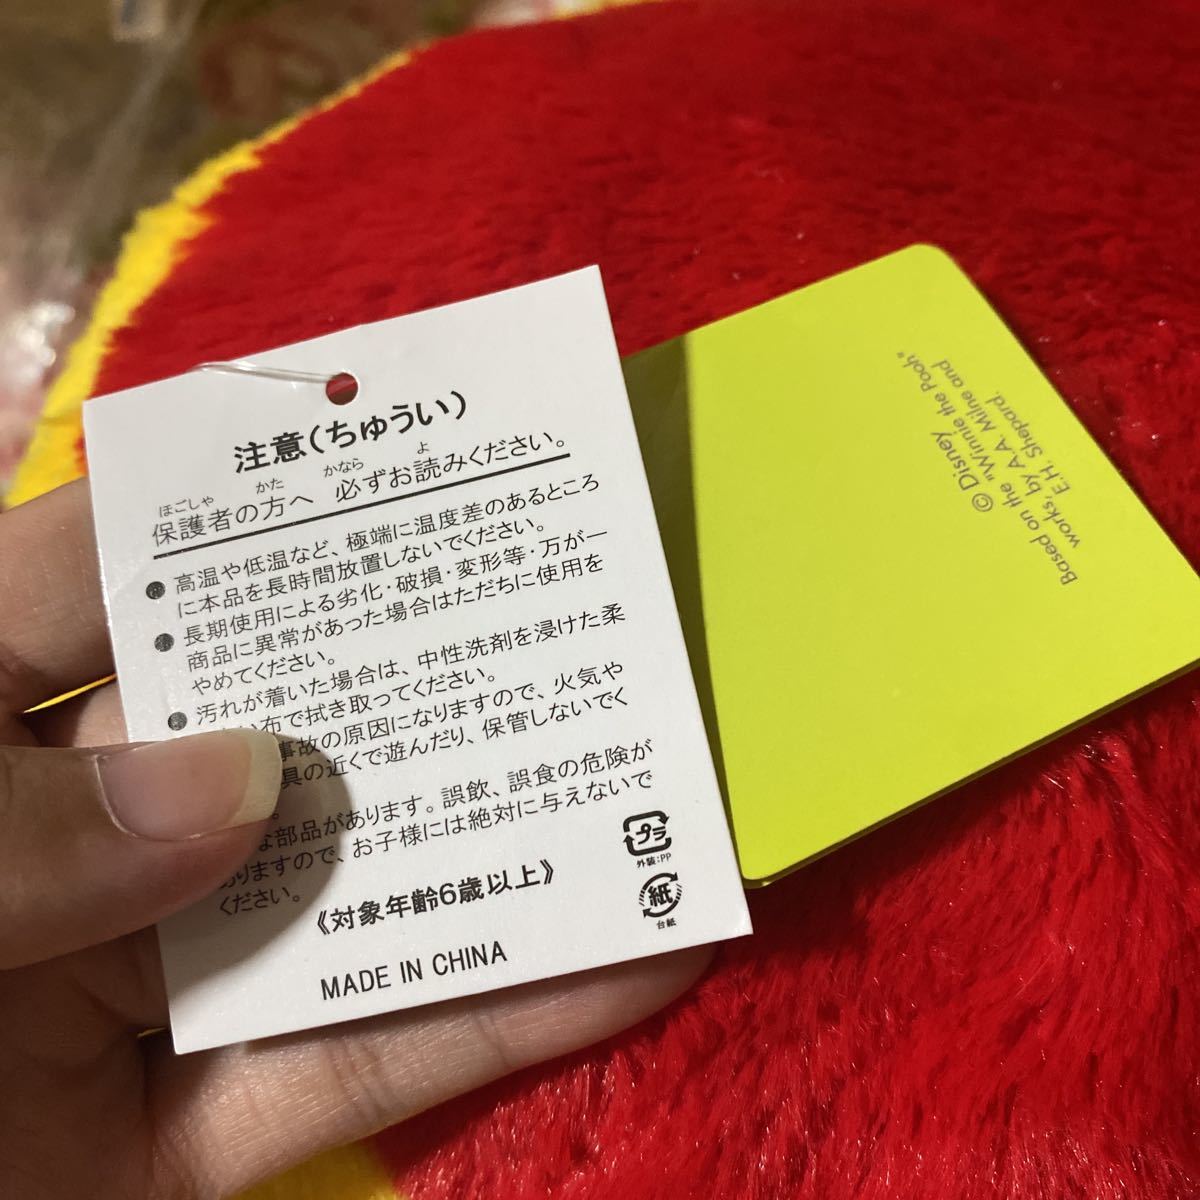 注意(ちゅうい)
ほごしゃ かた かなら よ
保護者の方へ 必ずお読みください。
● 高温や低温など、極端に温度差のあるところ
に本品を長時間放置しないでください。
● 長期使用による劣化・破損・変形等・万が一
商品に異常があった場合はただちに使用を
やめてください。
● 汚れが着いた場合は、中性洗剤を浸けた柔
い布で拭き取ってください。
事故の原因になりますので、火気や
具の近くで遊んだり、保管しないでく
。
な部品があります。誤飲、誤食の危険が
ありますので、お子様には絶対に与えないで
ください。
《対象年齢6歳以上》
MADE IN CHINA
プラ
外装:PP
紙
台紙
© Disney
Based on the "Winnie the Pooh"
works, by A.A. Milne and
E.H. Shepard.